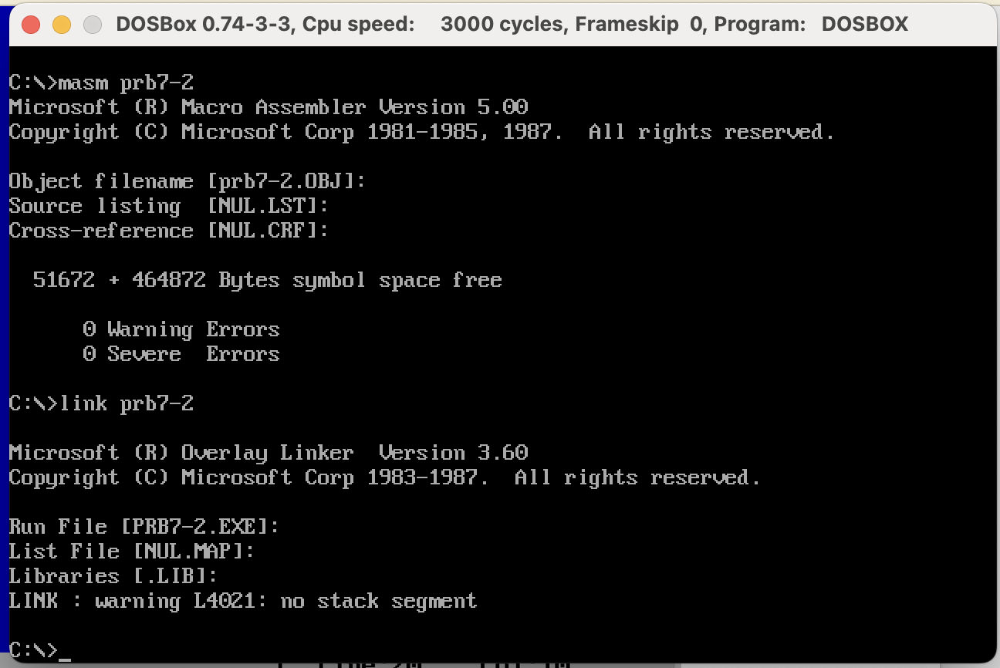 DOSBox 0.74-3-3, Cpu speed:    3000 cycles, Frameskip  0, Program:   DOSBOX
C:\>masm prb7-2
Microsoft (R) Macro Assembler Version 5.00
Copyright (C) Microsoft Corp 1981-1985, 1987.  All rights reserved.
Object filename [prb7-2.OBJ]:
Source listing  [NUL.LST]:
Cross-reference [NUL.CRF]:
  51672 + 464872 Bytes symbol space free
      0 Warning Errors
      0 Severe  Errors
C:\>link prb7-2
Microsoft (R) Overlay Linker  Version 3.60
Copyright (C) Microsoft Corp 1983-1987.  All rights reserved.
Run File [PRB7-2.EXE]:
List File [NUL.MAP]:
Libraries [.LIB]:
LINK : warning L4021: no stack segment
C:\>_